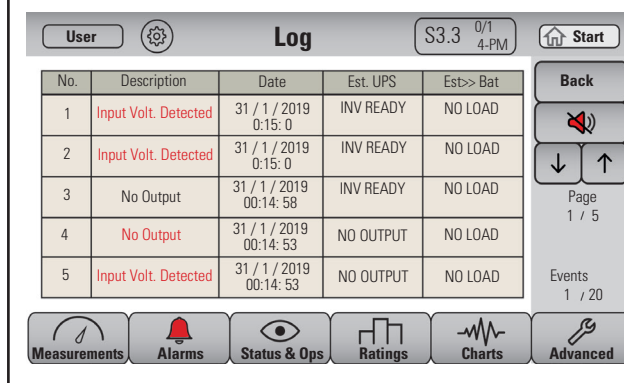 User
Log
S3.3 0/1
4-PM
Start
No. Description Date Est. UPS Est>> Bat
1 Input Volt. Detected 31 / 1 / 2019 INV READY NO LOAD
0:15: 0
2 Input Volt. Detected 31 / 1 / 2019 INV READY NO LOAD
0:15: 0
3 No Output 31 / 1 / 2019 INV READY NO LOAD
00:14: 58
4 No Output 31 / 1 / 2019 NO OUTPUT NO LOAD
00:14: 53
5 Input Volt. Detected 31 / 1 / 2019 NO OUTPUT NO LOAD
00:14: 53
Back
Page
1 / 5
Events
1 / 20
Measurements
Alarms
Status & Ops
Ratings
Charts
Advanced